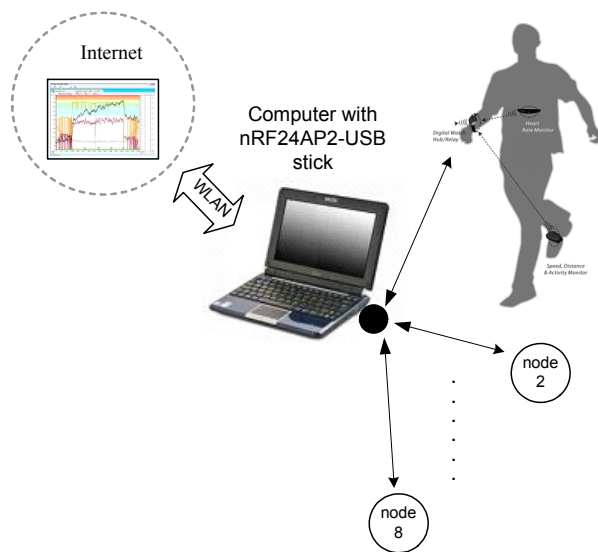 Internet
Computer with
nRF24AP2-USB
stick
WLAN
Digital Watch
Hub/Relay
Heart
Rate Monitor
Speed, Distance
& Activity Monitor
node
2
node
8